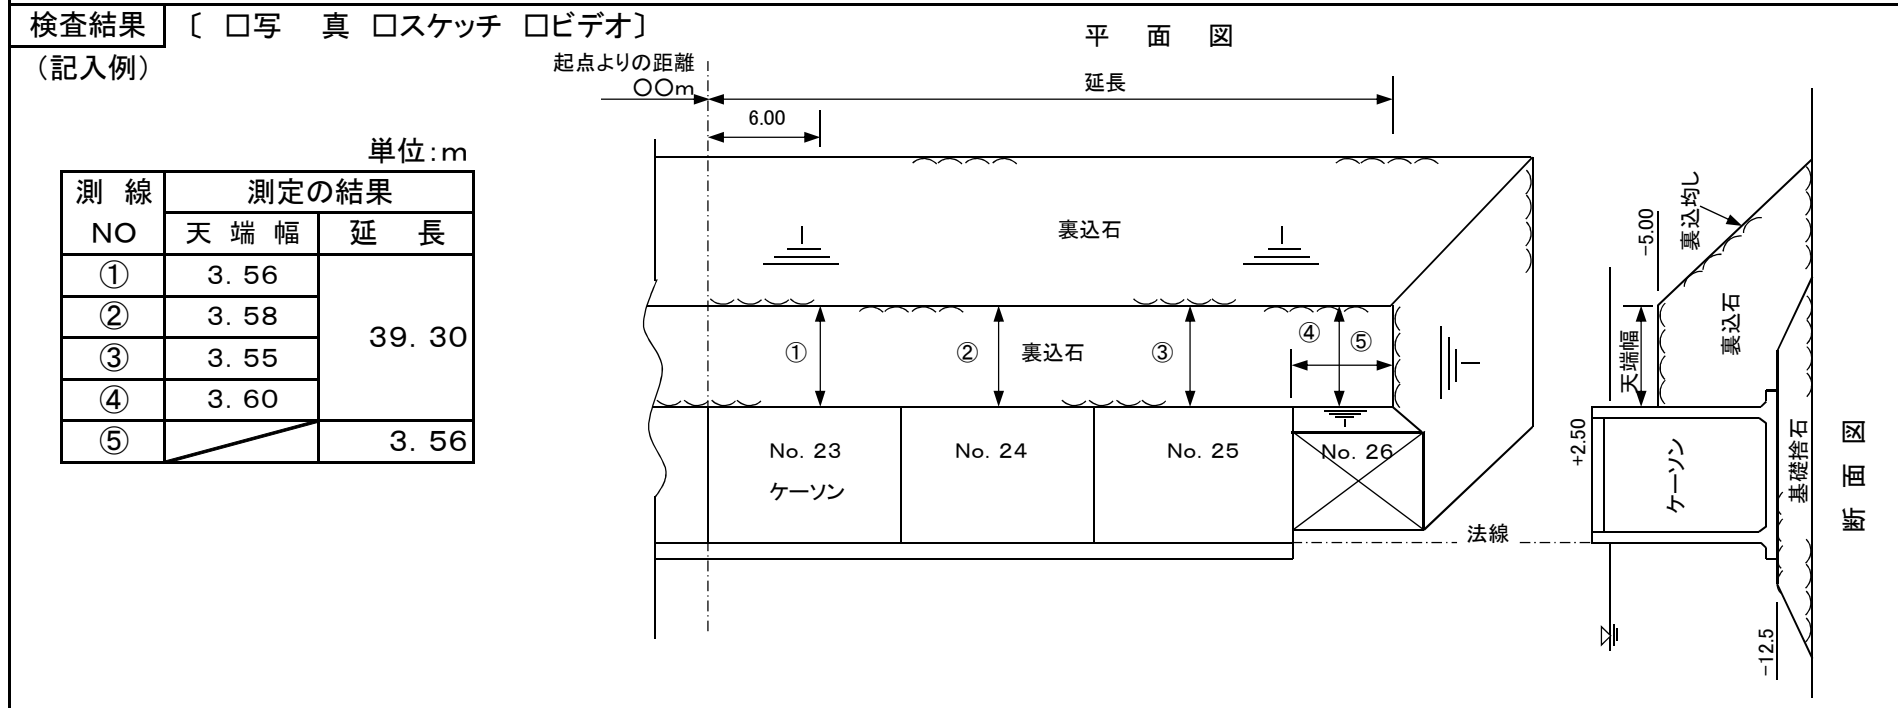 検査結果 〔 □写 真 □スケッチ □ビデオ〕
(記入例)
単位:m
測 線 測定の結果
NO 天 端 幅 延 長
① 3.56
② 3.58
39.30
③ 3.55
④ 3.60
⑤ 3.56
平 面 図
起点よりの距離
〇〇m
延長
6.00
裏込石
① ② 裏込石 ③ ④ ⑤
No. 23 No. 24 No. 25 No. 26
ケーソン
法線
裏込均し
-5.00
裏込石
天端幅
+2.50
ケーソン
基礎捨石
-12.5
断 面 図